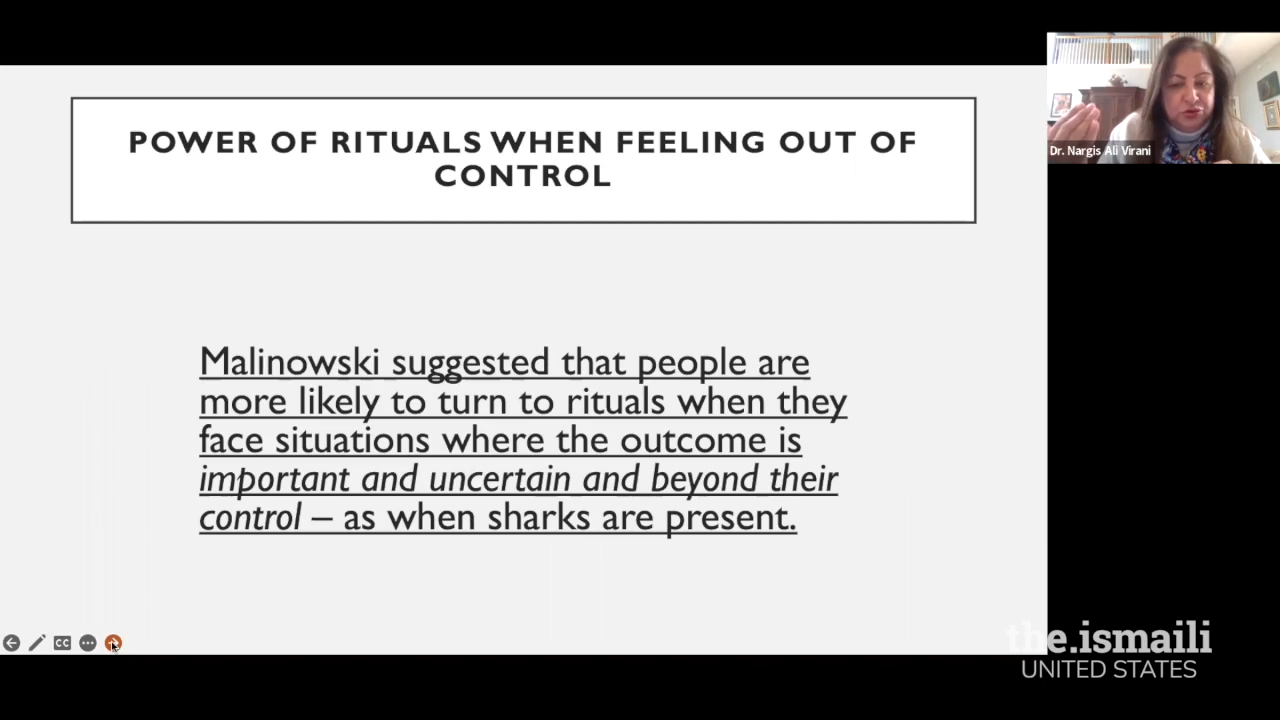 POWER OF RITUALS WHEN FEELING OUT OF
CONTROL
Malinowski suggested that people are
more likely to turn to rituals when they
face situations where the outcome is
important and uncertain and beyond their
control – as when sharks are present.
Dr. Nargis Ali Virani
CC
the.ismaili
UNITED STATES